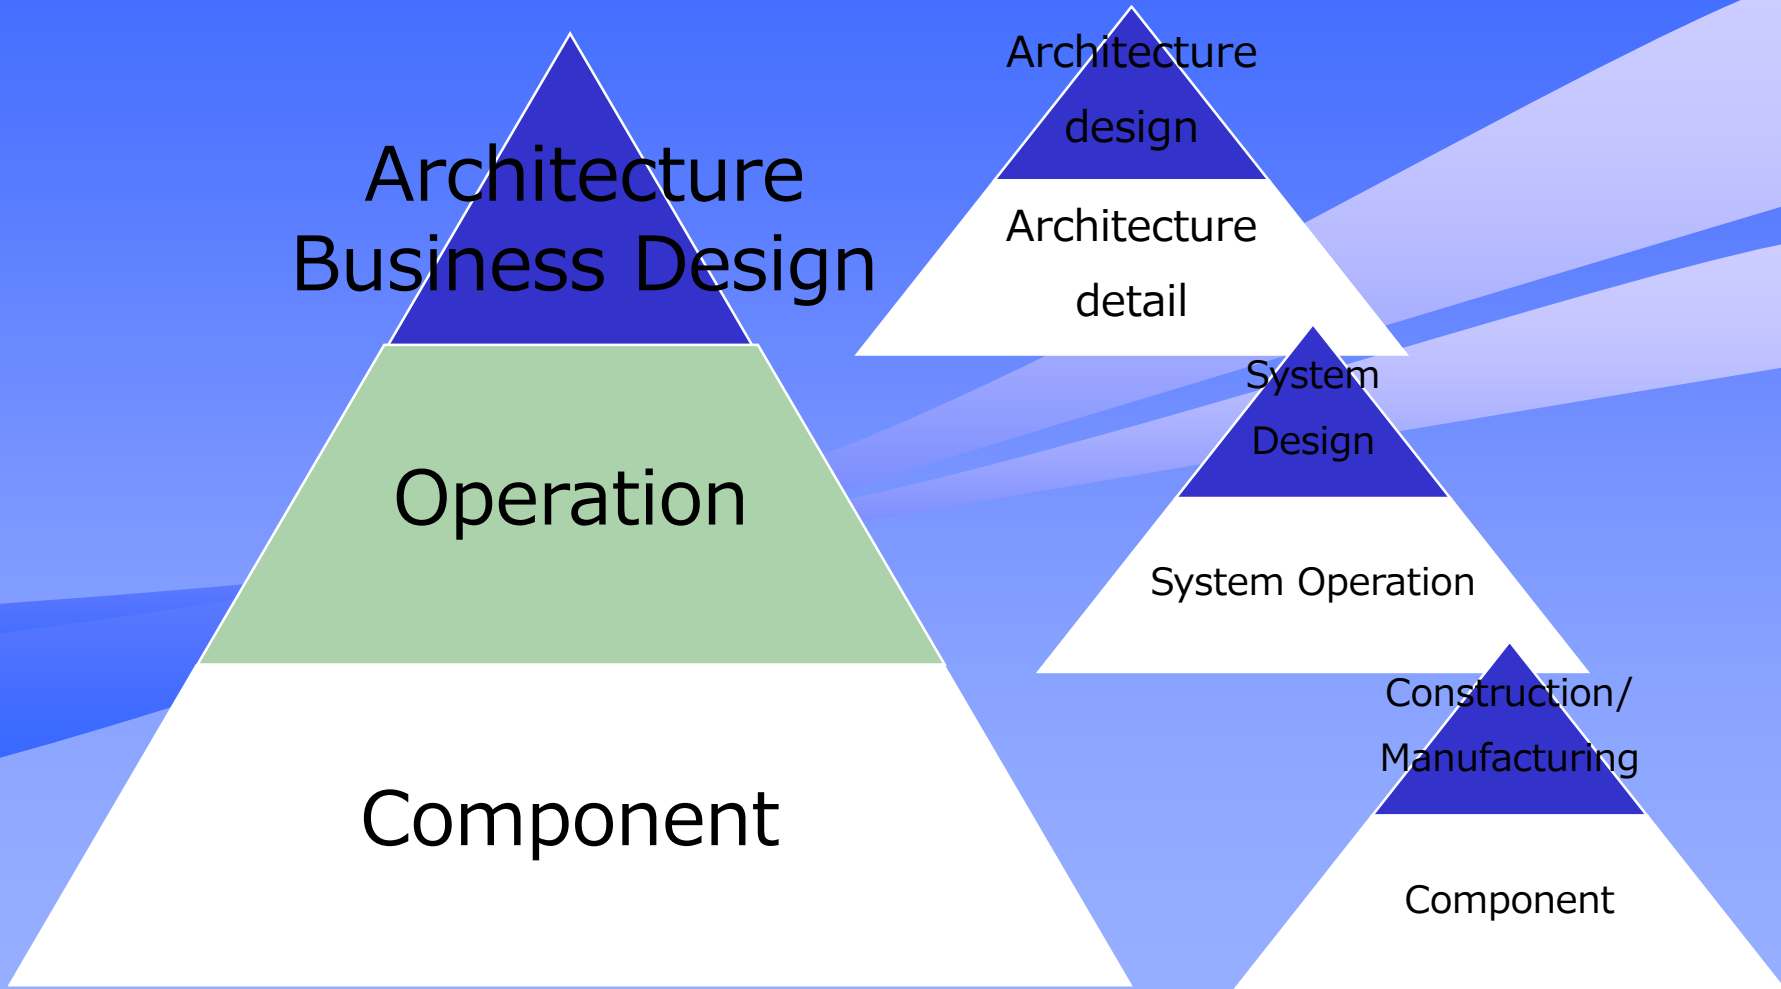 Architecture
Business Design
Operation
Component
Architecture
design
Architecture
detail
System
Design
System Operation
Construction/
Manufacturing
Component